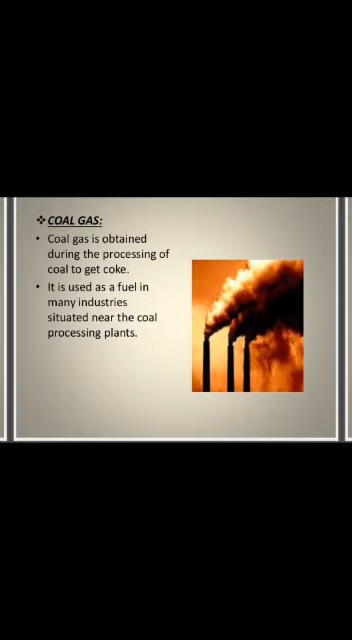 ❖ COAL GAS:
• Coal gas is obtained
during the processing of
coal to get coke.
• It is used as a fuel in
many industries
situated near the coal
processing plants.